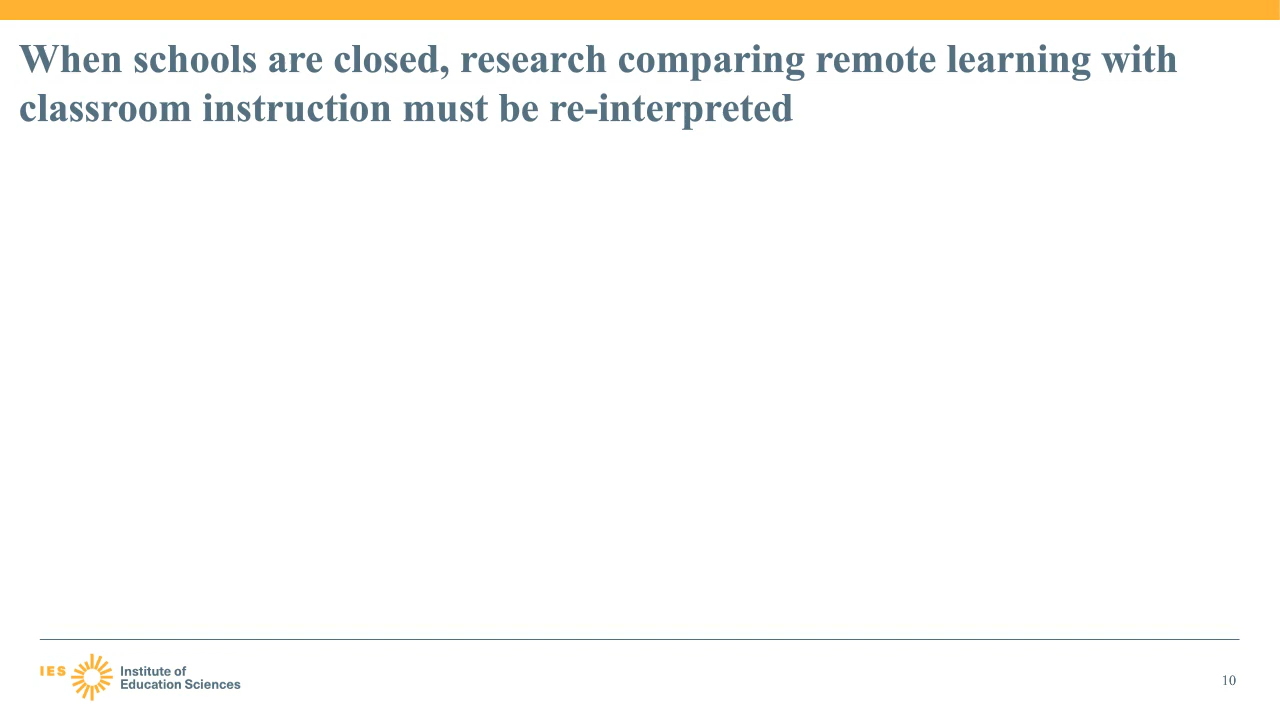 When schools are closed, research comparing remote learning with
classroom instruction must be re-interpreted
IES
Institute of
Education Sciences
10